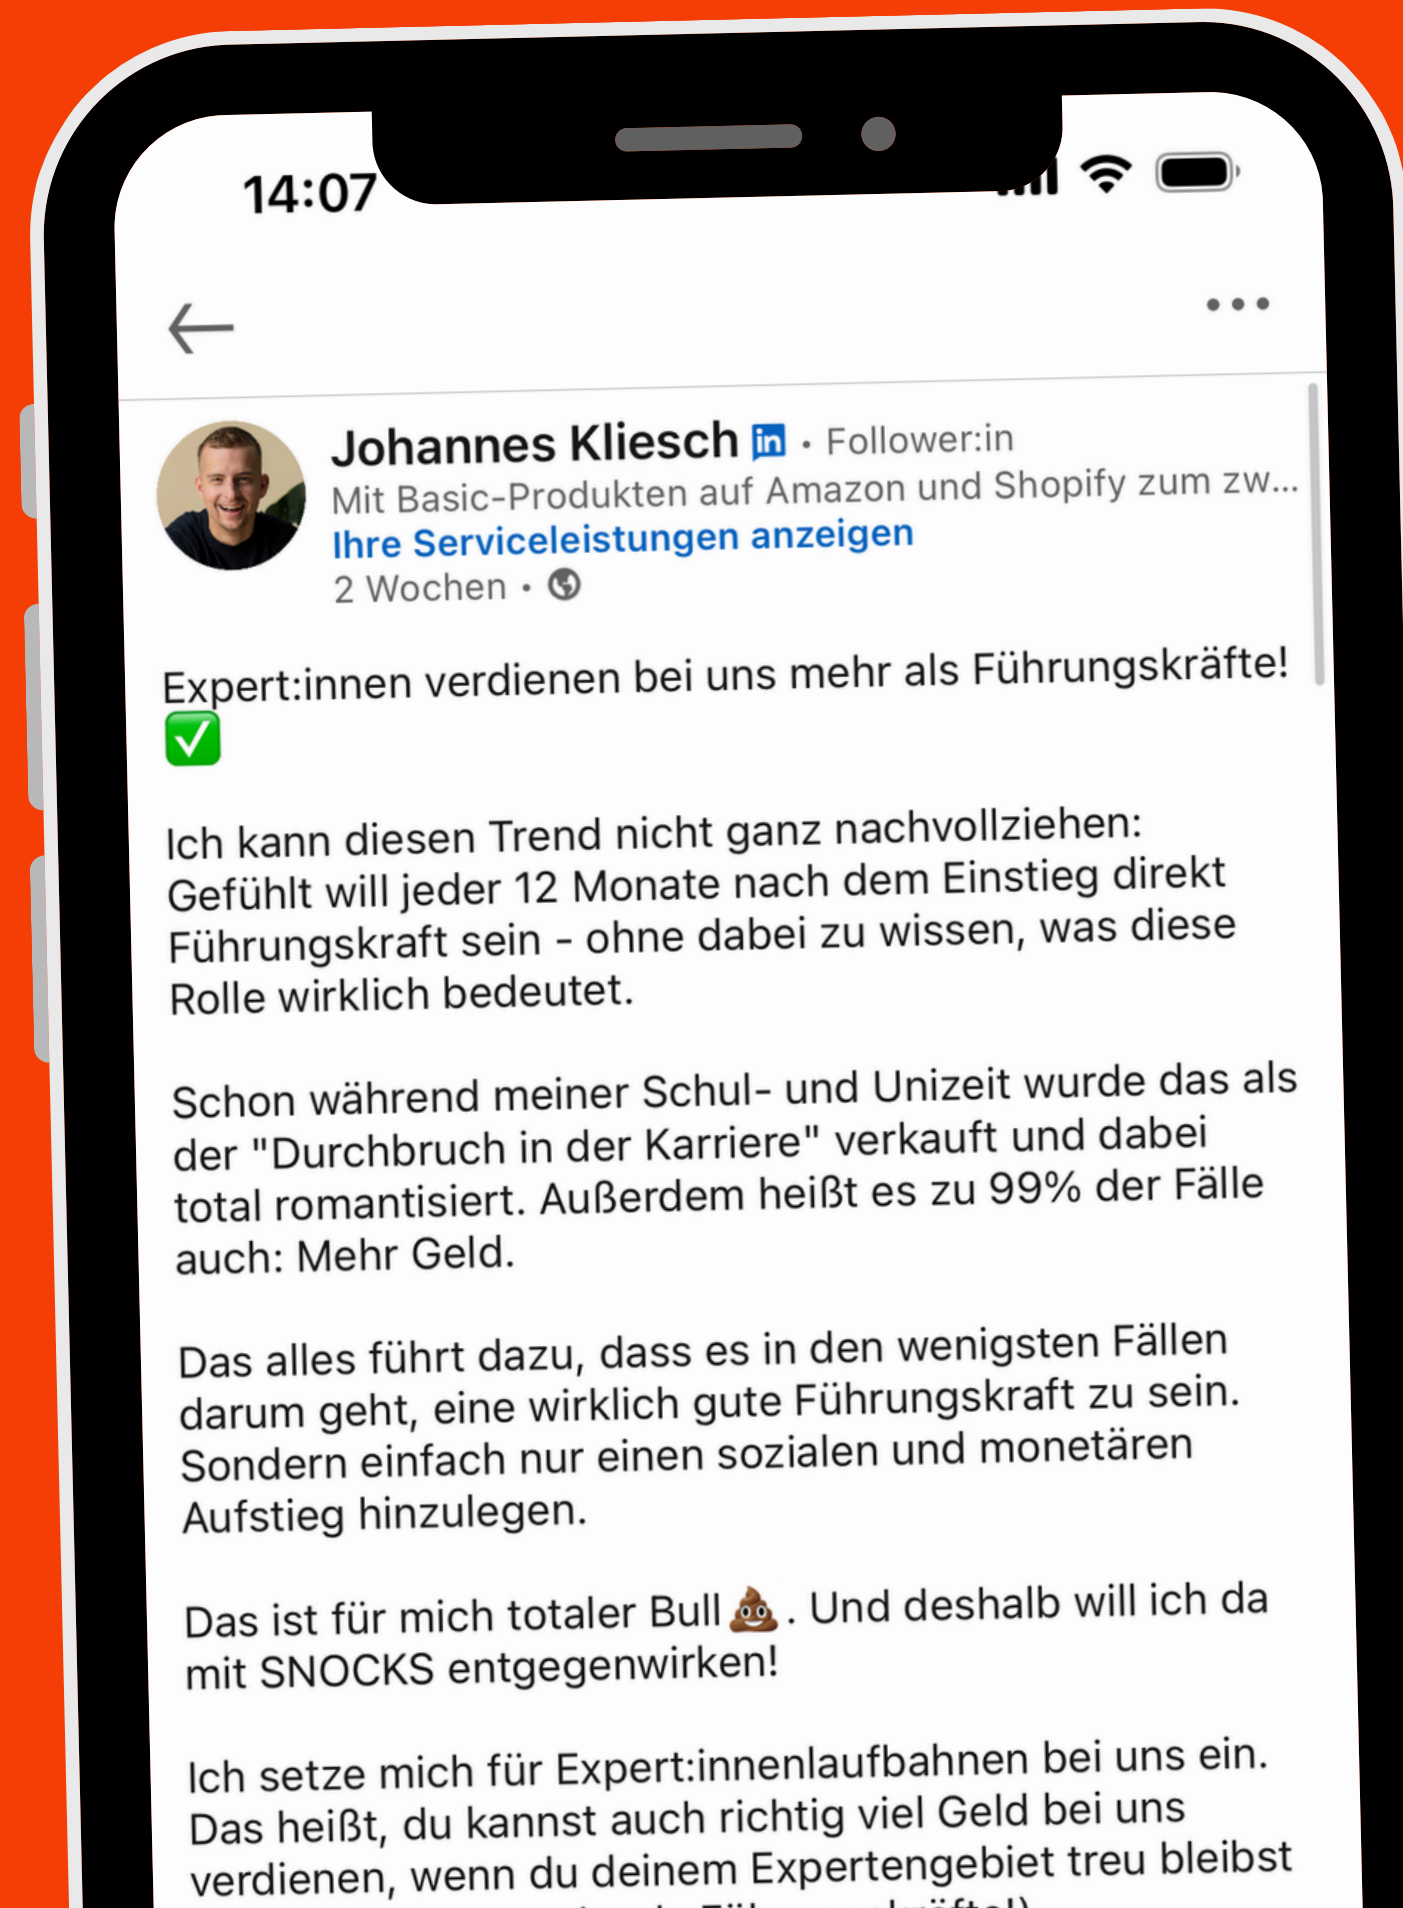 14:07
Johannes Kliesch in • Follower:in
Mit Basic-Produkten auf Amazon und Shopify zum zw...
Ihre Serviceleistungen anzeigen
2 Wochen •
Expert:innen verdienen bei uns mehr als Führungskräfte!
✅
Ich kann diesen Trend nicht ganz nachvollziehen:
Gefühlt will jeder 12 Monate nach dem Einstieg direkt
Führungskraft sein - ohne dabei zu wissen, was diese
Rolle wirklich bedeutet.
Schon während meiner Schul- und Unizeit wurde das als
der "Durchbruch in der Karriere" verkauft und dabei
total romantisiert. Außerdem heißt es zu 99% der Fälle
auch: Mehr Geld.
Das alles führt dazu, dass es in den wenigsten Fällen
darum geht, eine wirklich gute Führungskraft zu sein.
Sondern einfach nur einen sozialen und monetären
Aufstieg hinzulegen.
Das ist für mich totaler Bull💩. Und deshalb will ich da
mit SNOCKS entgegenwirken!
Ich setze mich für Expert:innenlaufbahnen bei uns ein.
Das heißt, du kannst auch richtig viel Geld bei uns
verdienen, wenn du deinem Expertengebiet treu bleibst